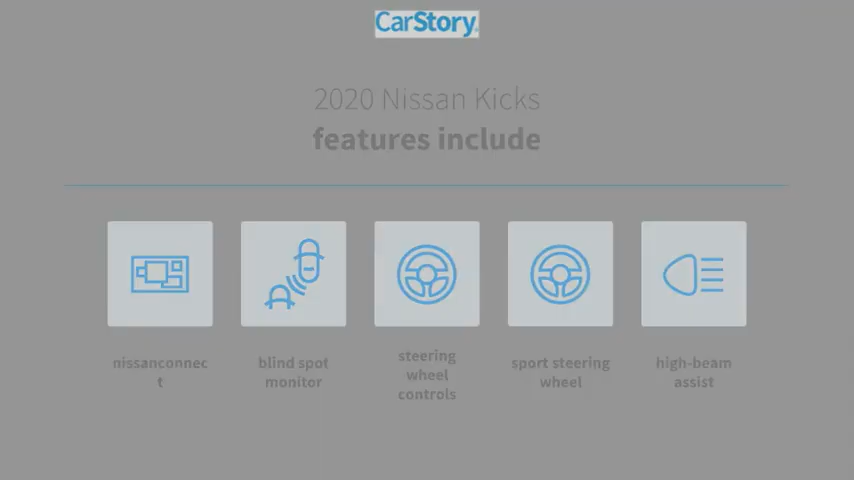 CarStory
2020 Nissan Kicks
features include
nissanconnec
t
blind spot
monitor
steering
wheel
controls
sport steering
wheel
high-beam
assist